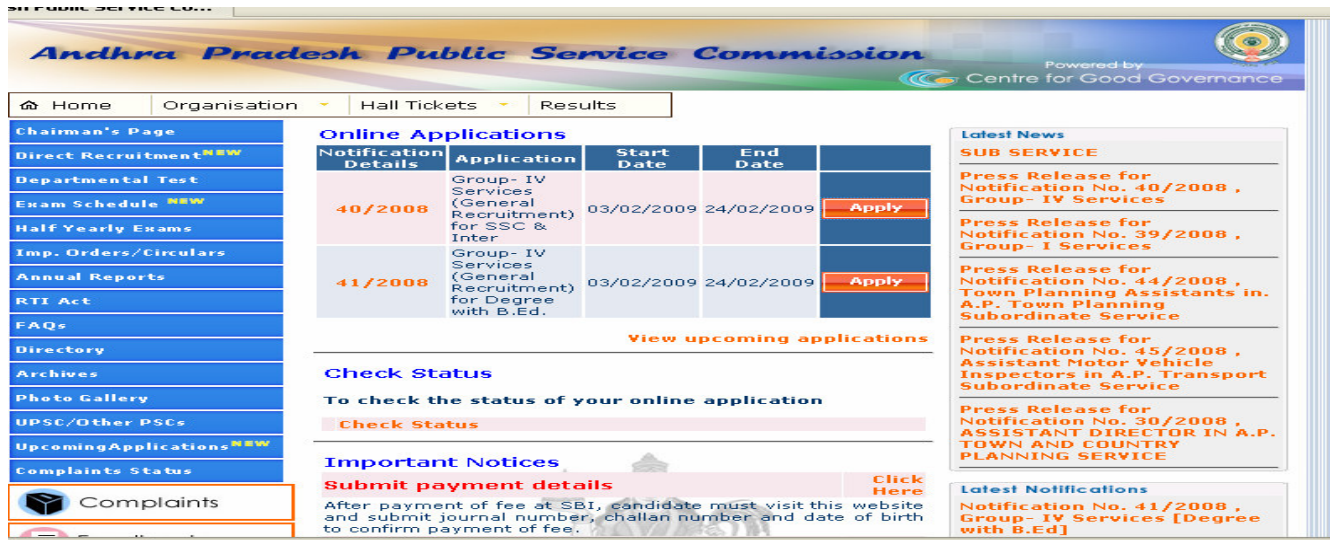 Andhra Pradesh Public Service Commission
Powered by
Centre for Good Governance
Home
Organisation
Hall Tickets
Results
Chairman's Page
Direct Recruitment NEW
Departmental Test
Exam Schedule NEW
Half Yearly Exams
Imp. Orders/Circulars
Annual Reports
RTI Act
FAQs
Directory
Archives
Photo Gallery
UPSC/Other PSCs
UpcomingApplications NEW
Complaints Status
Complaints
Online Applications
Notification Details
Application
Start Date
End Date
40/2008
Group- IV
Services
(General
Recruitment)
for SSC &
Inter
03/02/2009
24/02/2009
Apply
41/2008
Group- IV
Services
(General
Recruitment)
for Degree
with B.Ed.
03/02/2009
24/02/2009
Apply
View upcoming applications
Check Status
To check the status of your online application
Check Status
Important Notices
Submit payment details
Click
Here
After payment of fee at SBI, candidate must visit this website
and submit journal number, challan number and date of birth
to confirm payment of fee.
Latest News
SUB SERVICE
Press Release for
Notification No. 40/2008 ,
Group- IV Services
Press Release for
Notification No. 39/2008 ,
Group- I Services
Press Release for
Notification No. 44/2008 ,
Town Planning Assistants in.
A.P. Town Planning
Subordinate Service
Press Release for
Notification No. 45/2008 ,
Assistant Motor Vehicle
Inspectors in A.P. Transport
Subordinate Service
Press Release for
Notification No. 30/2008 ,
ASSISTANT DIRECTOR IN A.P.
TOWN AND COUNTRY
PLANNING SERVICE
Latest Notifications
Notification No. 41/2008 ,
Group- IV Services [Degree
with B.Ed]